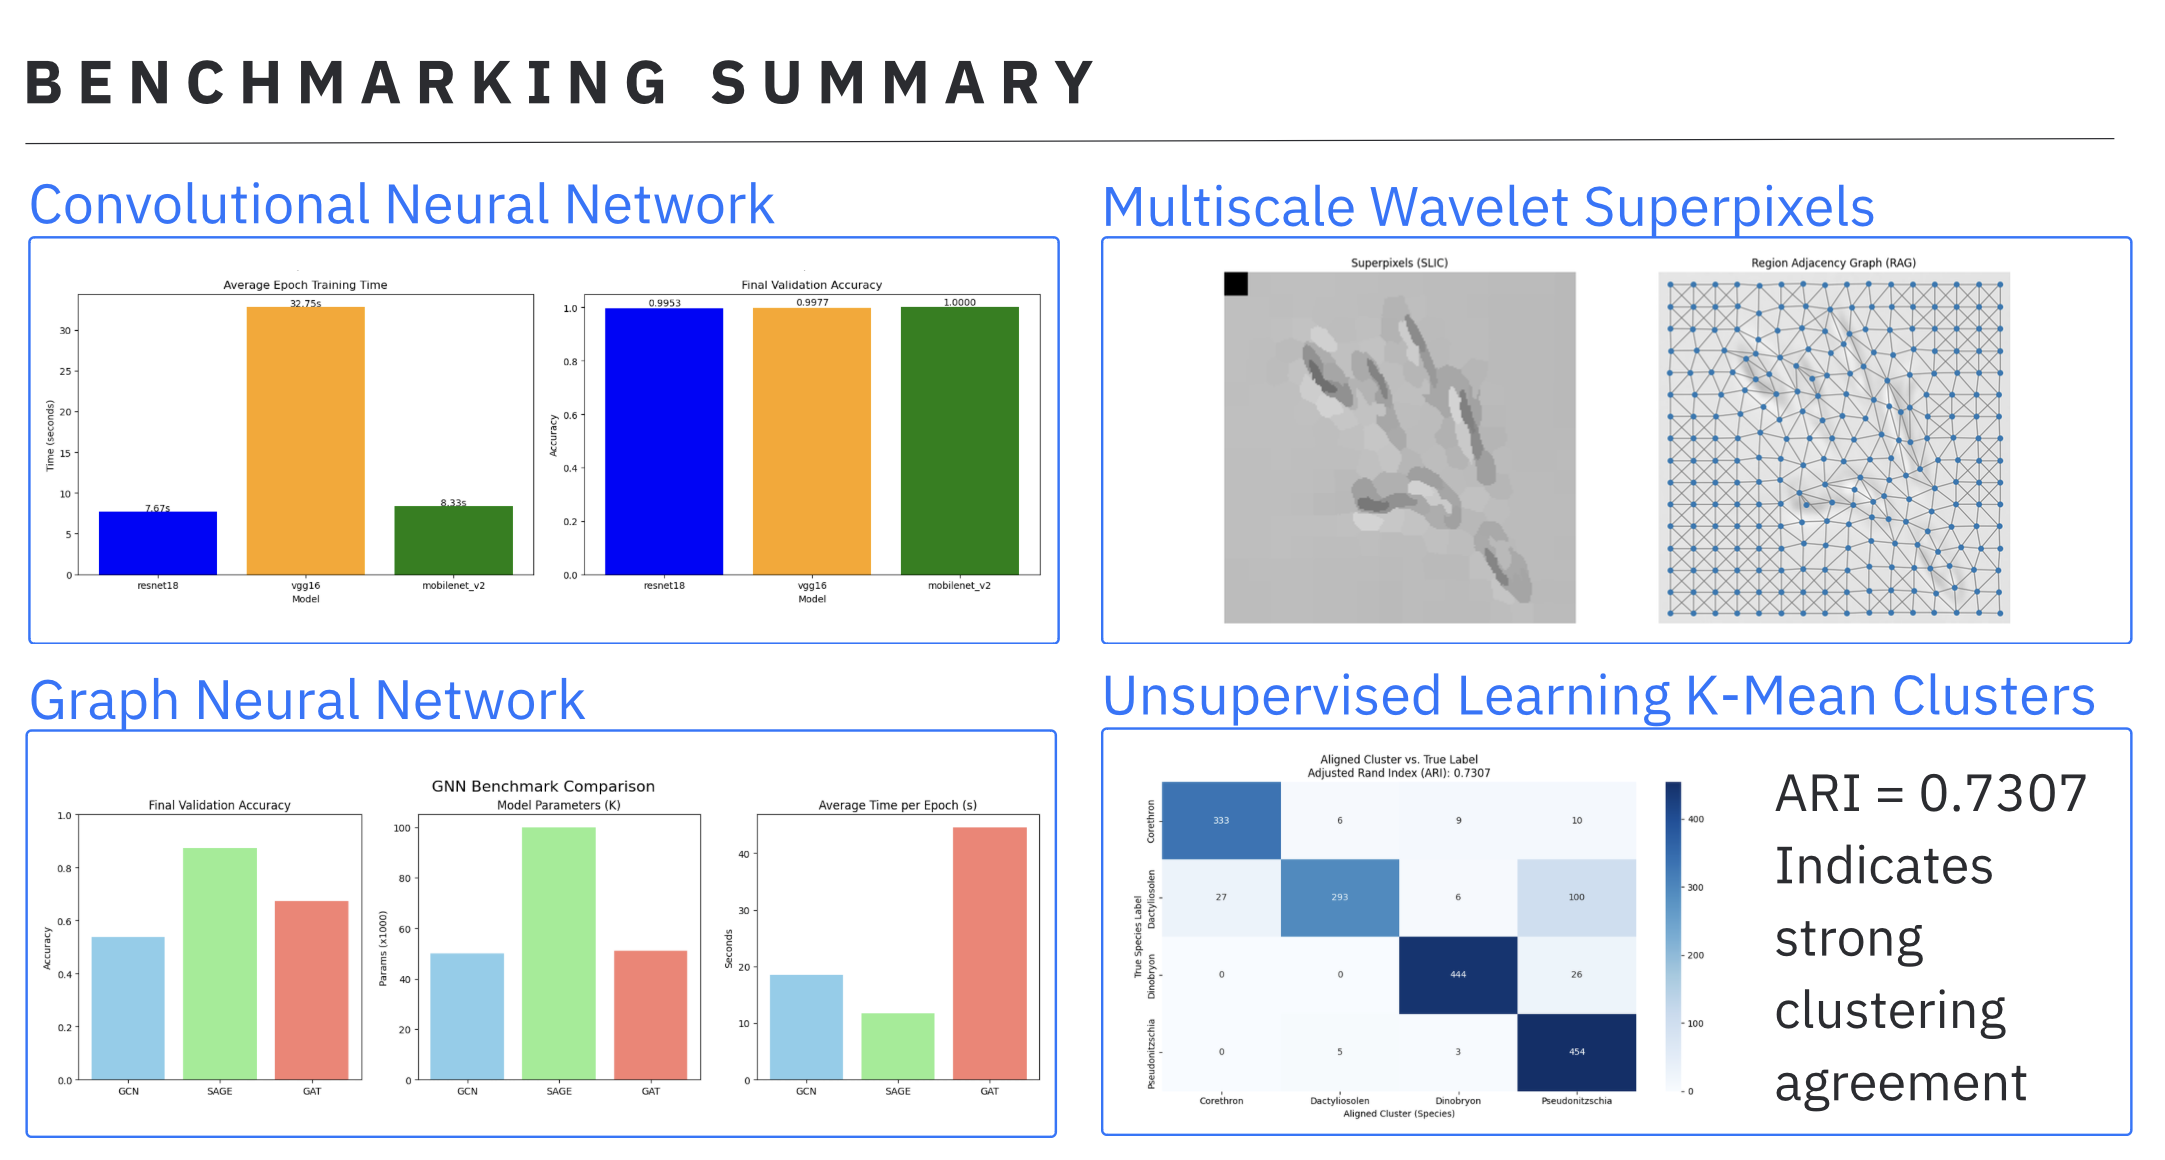 BENCHMARKING SUMMARY
Convolutional Neural Network
Average Epoch Training Time
Time (seconds)
30
25
20
15
10
5
0
7.67s
32.75s
8.33s
resnet18
vgg16
mobilenet_v2
Model
Final Validation Accuracy
Accuracy
1.0
0.8
0.6
0.4
0.2
0.0
0.9953
0.9977
1.0000
resnet18
vgg16
mobilenet_v2
Model
Multiscale Wavelet Superpixels
Superpixels (SLIC)
Region Adjacency Graph (RAG)
Graph Neural Network
GNN Benchmark Comparison
Final Validation Accuracy
Accuracy
1.0
0.8
0.6
0.4
0.2
0.0
GCN
SAGE
GAT
Model Parameters (K)
Params (x1000)
100
80
60
40
20
0
GCN
SAGE
GAT
Average Time per Epoch (s)
Seconds
40
30
20
10
0
GCN
SAGE
GAT
Unsupervised Learning K-Mean Clusters
Aligned Cluster vs. True Label
Adjusted Rand Index (ARI): 0.7307
True Species Label
Corethron
333 6 9 10
Dactyliosolen
27 293 6 100
Dinobryon
0 0 444 26
Pseudonitzschia
0 5 3 454
Corethron
Dactyliosolen
Dinobryon
Pseudonitzschia
Aligned Cluster (Species)
400
300
200
100
0
ARI = 0.7307
Indicates
strong
clustering
agreement